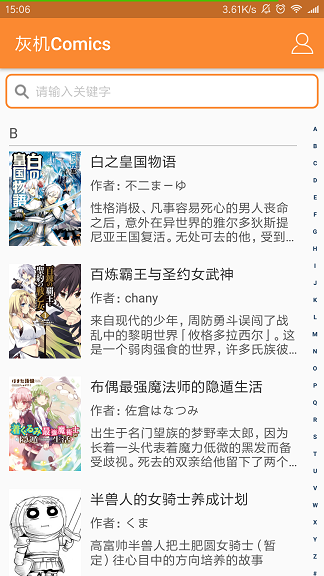 15:06
3.61K/s
灰机Comics
请输入关键字
B
A
B
C
D
E
F
G
H
I
J
K
L
M
N
O
P
Q
R
S
T
U
V
W
X
Y
Z
白の皇国物語
白之皇国物语
作者: 不二ま一ゆ
性格消极、凡事容易死心的男人丧命
之后，意外在异世界的雅尔多狄斯提
尼亚王国复活。无处可去的他，受到...
百炼霸王与圣约女武神
作者: chany
来自现代的少年，周防勇斗误闯了战
乱中的黎明世界【攸格多拉西尔】。这
是一个弱肉强食的世界，许多氏族彼...
布偶最强魔法师的隐遁生活
作者: 佐倉はなつみ
出生于名门望族的梦野幸太郎，因为
长着一头代表着魔力低微的黑发而备
受歧视。死去的双亲给他留下了两个...
半兽人的女骑士养成计划
作者: くま
高富帅半兽人把土肥圆女骑士（暂
定）往心目中的方向培养的故事